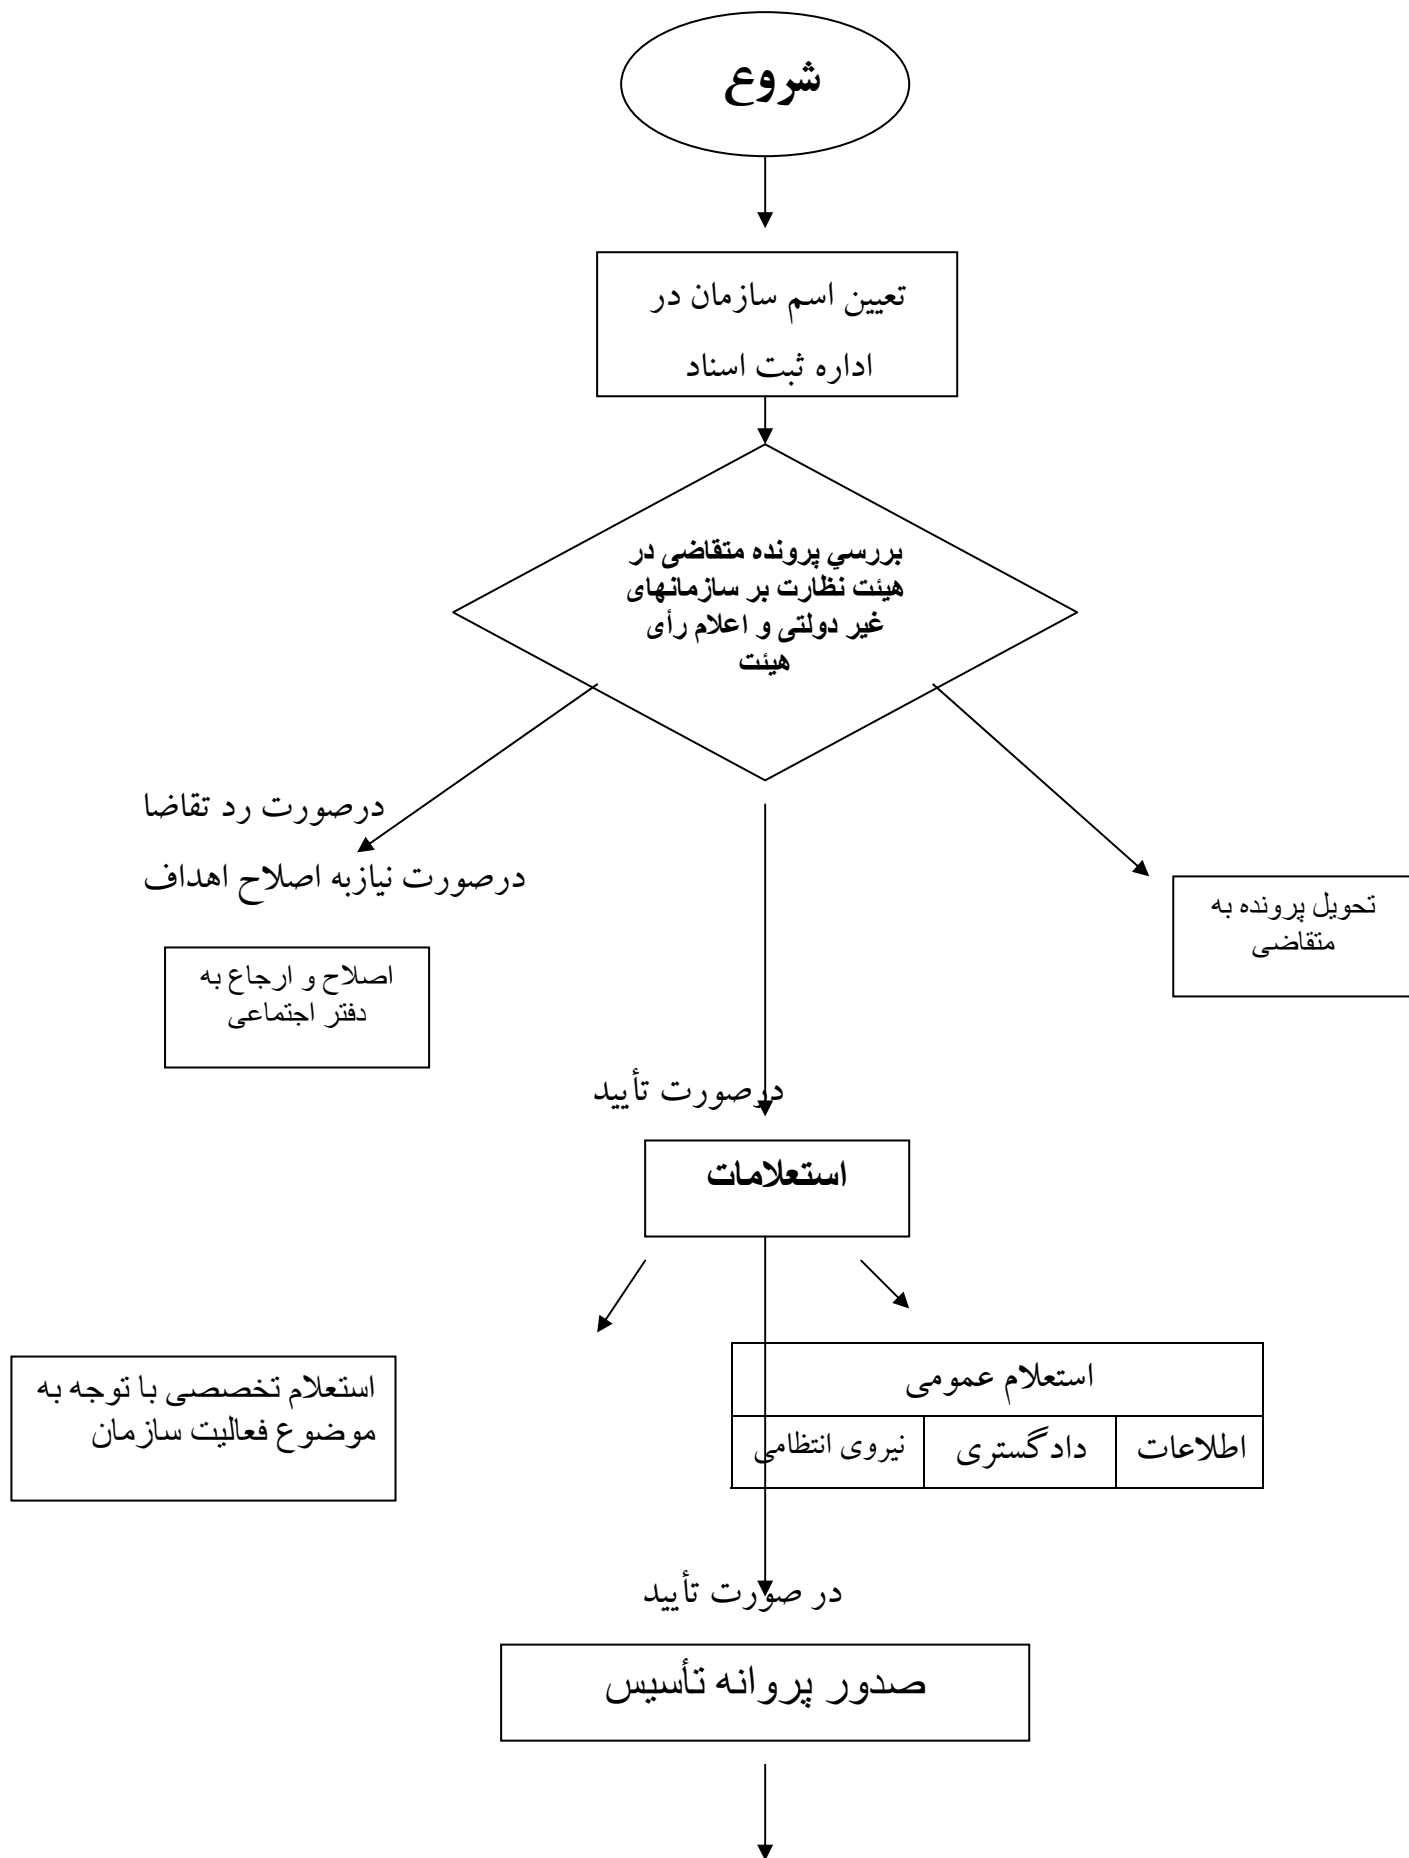 شروع
تعیین اسم سازمان در
اداره ثبت اسناد
بررسي پرونده متقاضی در
هیئت نظارت بر سازمانهای
غیر دولتی و اعلام رأی
هیئت
درصورت رد تقاضا
درصورت نیازبه اصلاح اهداف
تحویل پرونده به
متقاضی
اصلاح و ارجاع به
دفتر اجتماعی
درصورت تأیید
استعلامات
استعلام عمومی
اطلاعات دادگستری نیروی انتظامی
استعلام تخصصی با توجه به
موضوع فعالیت سازمان
در صورت تأیید
صدور پروانه تأسیس